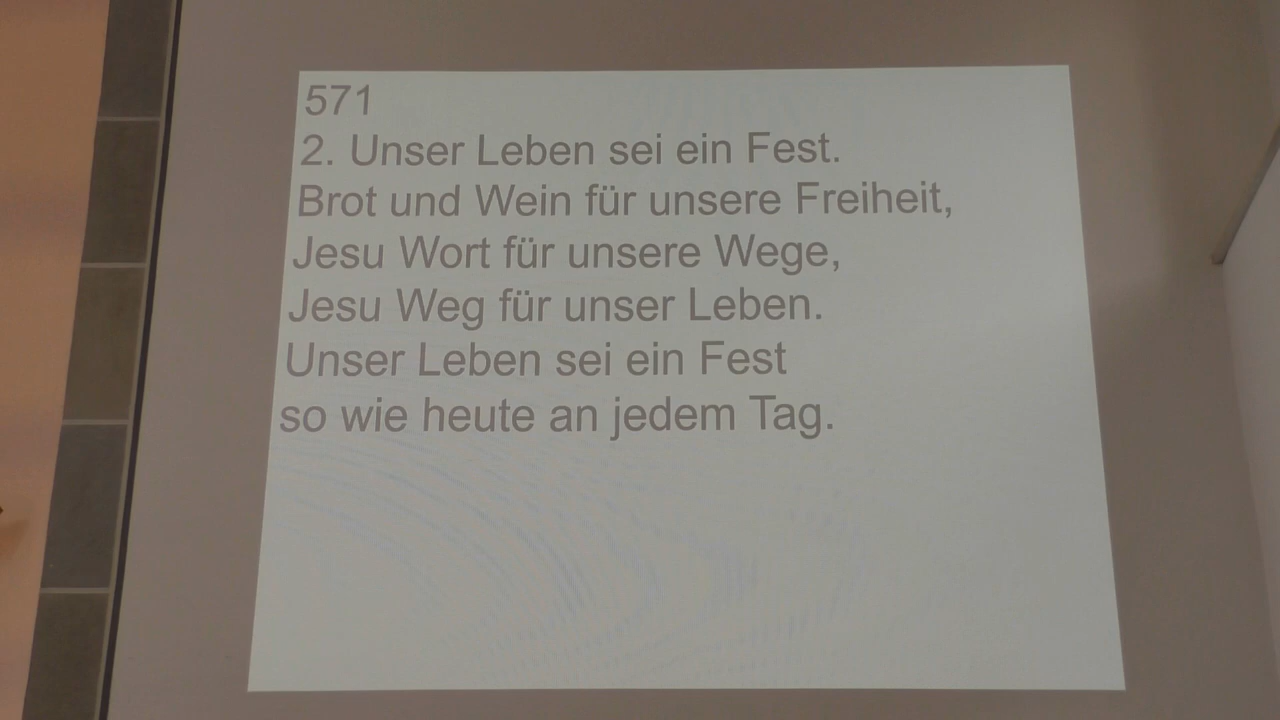 571
2. Unser Leben sei ein Fest.
Brot und Wein für unsere Freiheit,
Jesu Wort für unsere Wege,
Jesu Weg für unser Leben.
Unser Leben sei ein Fest
so wie heute an jedem Tag.